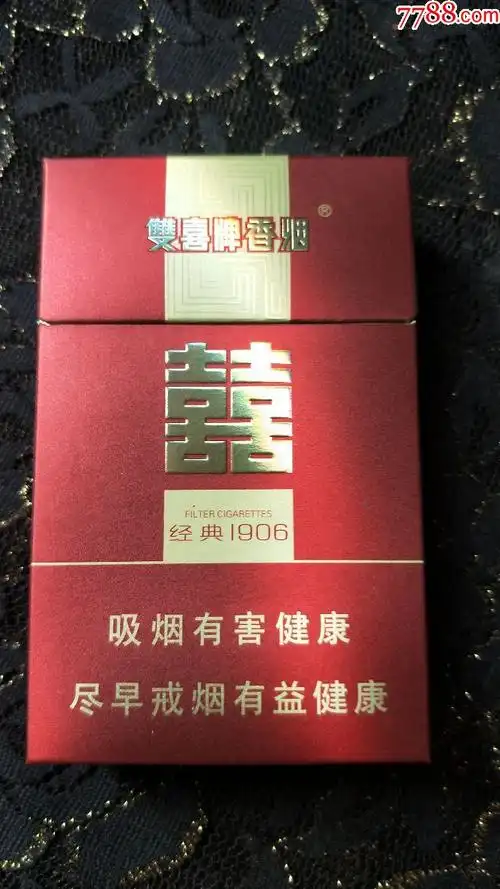 7788.com
雙喜牌香烟®
囍
FILTER CIGARETTES
经典1906
吸烟有害健康
尽早戒烟有益健康